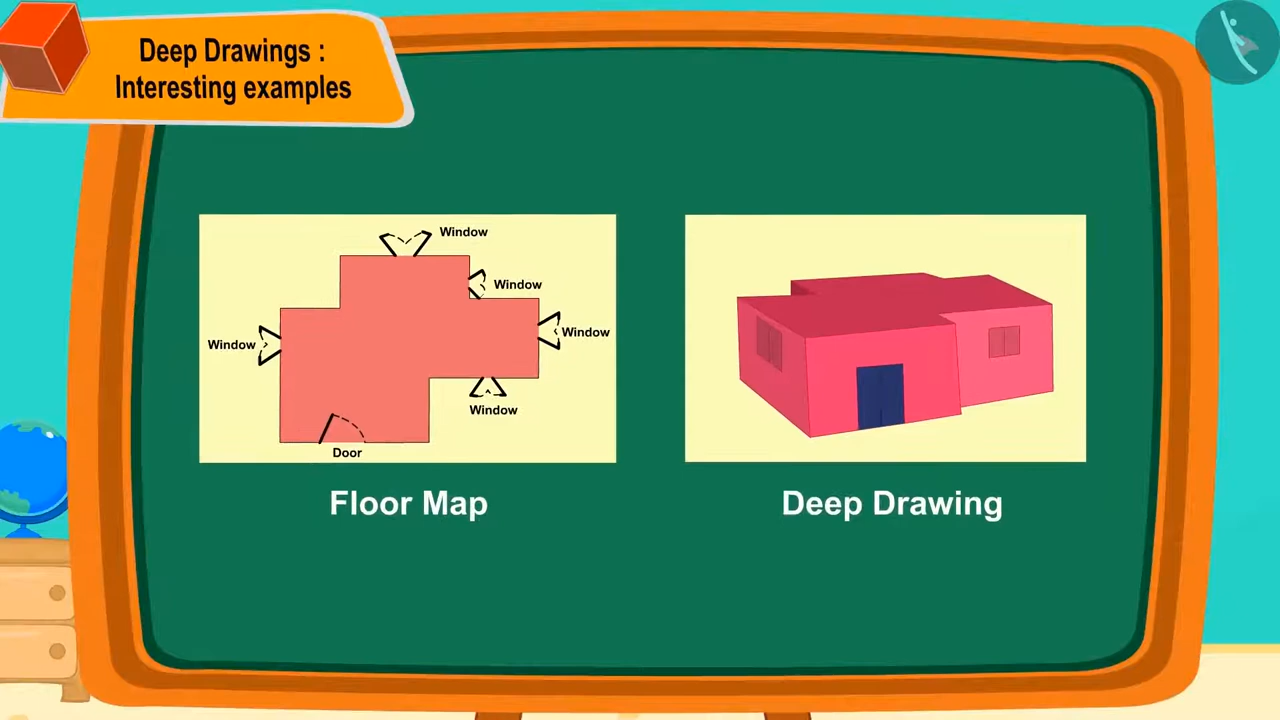 Deep Drawings :
Interesting examples
Window
Window
Window
Window
Window
Door
Floor Map
Deep Drawing